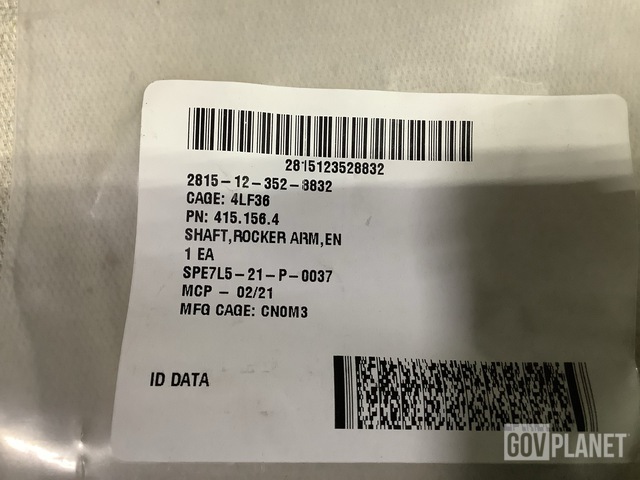 2815123528832
2815-12-352-8832
CAGE: 4LF36
PN: 415.156.4
SHAFT,ROCKER ARM,EN
1 EA
SPE7L5-21-P-0037
MCP - 02/21
MFG CAGE: CN0M3
ID DATA
GOVPLANET